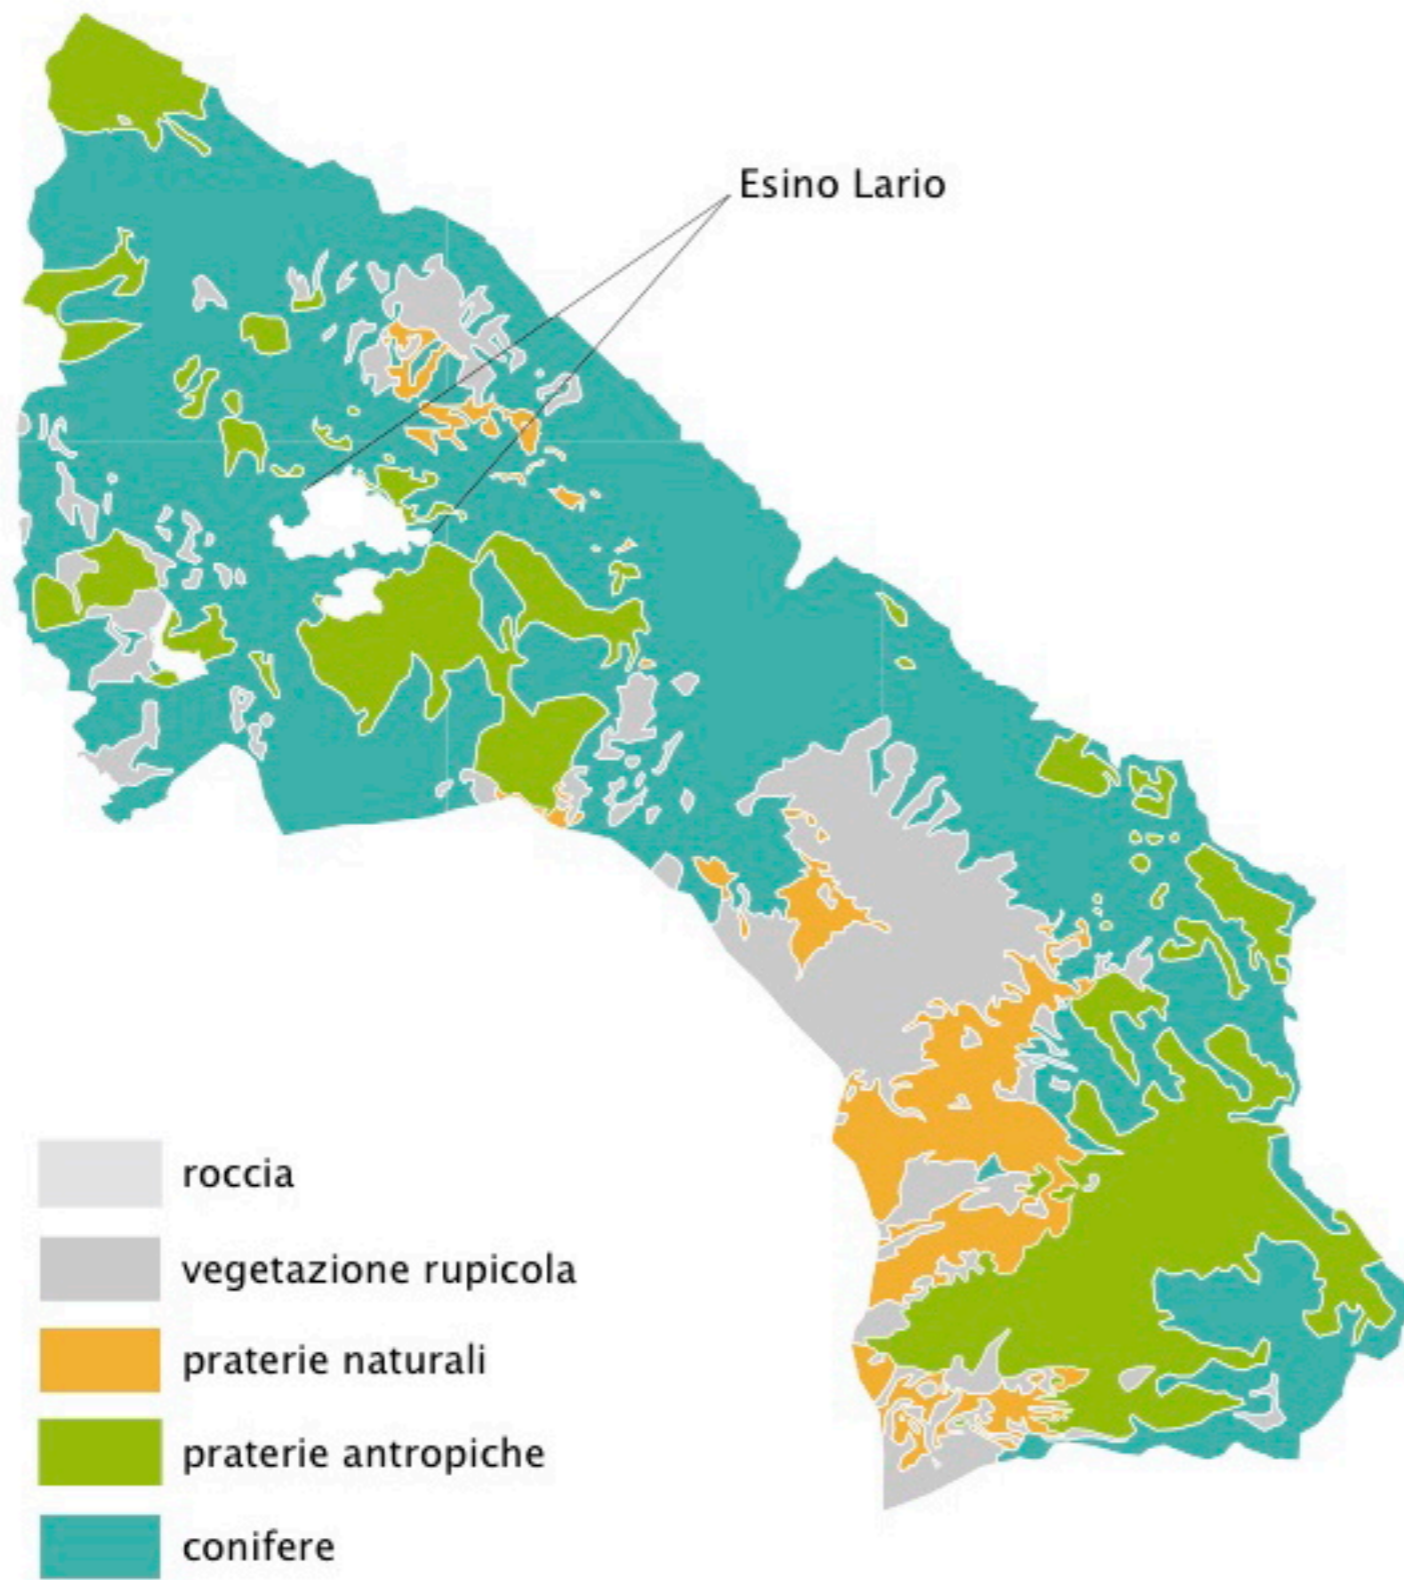 Esino Lario
roccia
vegetazione rupicola
praterie naturali
praterie antropiche
conifere